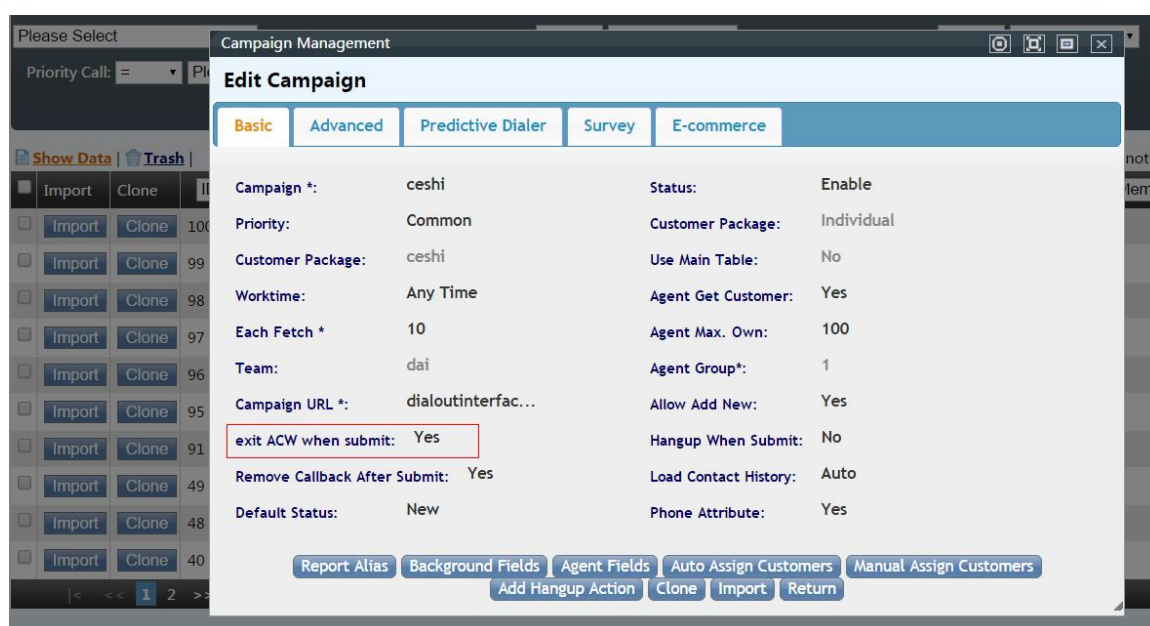 Please Select
Campaign Management
Priority Call: =
Edit Campaign
Basic Advanced Predictive Dialer Survey E-commerce
Show Data | Trash | not
Import Clone
Campaign *: ceshi Status: Enable
Import Clone 100 Priority: Common Customer Package: Individual
Import Clone 99 Customer Package: ceshi Use Main Table: No
Import Clone 98 Worktime: Any Time Agent Get Customer: Yes
Import Clone 97 Each Fetch * 10 Agent Max. Own: 100
Import Clone 96 Team: dai Agent Group*: 1
Import Clone 95 Campaign URL *: dialoutinterfac... Allow Add New: Yes
Import Clone 91 exit ACW when submit: Yes Hangup When Submit: No
Import Clone 49 Remove Callback After Submit: Yes Load Contact History: Auto
Import Clone 48 Default Status: New Phone Attribute: Yes
Import Clone 40 Report Alias Background Fields Agent Fields Auto Assign Customers Manual Assign Customers
|< << 1 2 >> Add Hangup Action Clone Import Return